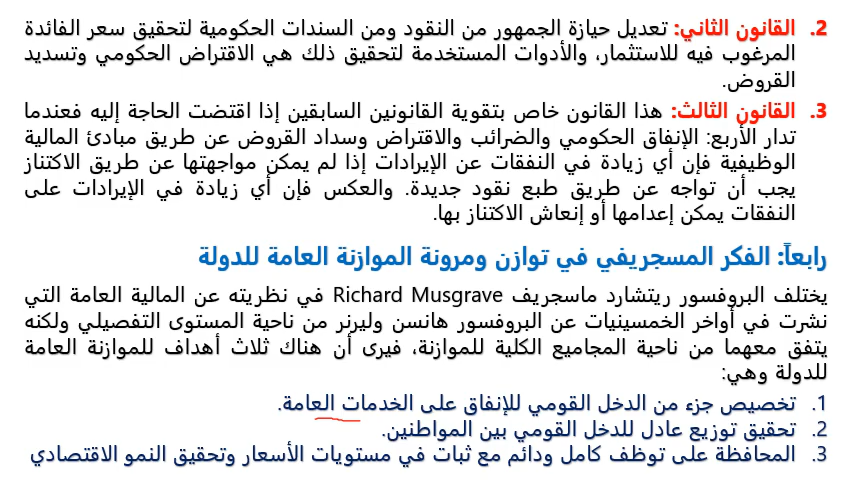 2. القانون الثاني: تعديل حيازة الجمهور من النقود ومن السندات الحكومية لتحقيق سعر الفائدة
المرغوب فيه للاستثمار، والأدوات المستخدمة لتحقيق ذلك هي الاقتراض الحكومي وتسديد
القروض.
3. القانون الثالث: هذا القانون خاص بتقوية القانونين السابقين إذا اقتضت الحاجة إليه فعندما
تدار الأربع: الإنفاق الحكومي والضرائب والاقتراض وسداد القروض عن طريق مبادئ المالية
الوظيفية فإن أي زيادة في النفقات عن الإيرادات إذا لم يمكن مواجهتها عن طريق الاكتناز
يجب أن تواجه عن طريق طبع نقود جديدة. والعكس فإن أي زيادة في الإيرادات على
النفقات يمكن إعدامها أو إنعاش الاكتناز بها.
رابعاً: الفكر المسجريفي في توازن ومرونة الموازنة العامة للدولة
يختلف البروفسور ريتشارد ماسجريف Richard Musgrave في نظريته عن المالية العامة التي
نشرت في أواخر الخمسينيات عن البروفسور هانسن وليرنر من ناحية المستوى التفصيلي ولكنه
يتفق معهما من ناحية المجاميع الكلية للموازنة، فيرى أن هناك ثلاث أهداف للموازنة العامة
للدولة وهي:
1. تخصيص جزء من الدخل القومي للإنفاق على الخدمات العامة.
2. تحقيق توزيع عادل للدخل القومي بين المواطنين.
3. المحافظة على توظف كامل ودائم مع ثبات في مستويات الأسعار وتحقيق النمو الاقتصادي